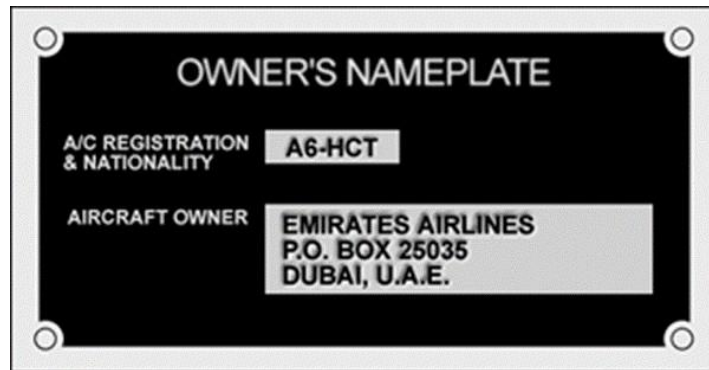 OWNER'S NAMEPLATE
A/C REGISTRATION
& NATIONALITY
A6-HCT
AIRCRAFT OWNER
EMIRATES AIRLINES
P.O. BOX 25035
DUBAI, U.A.E.